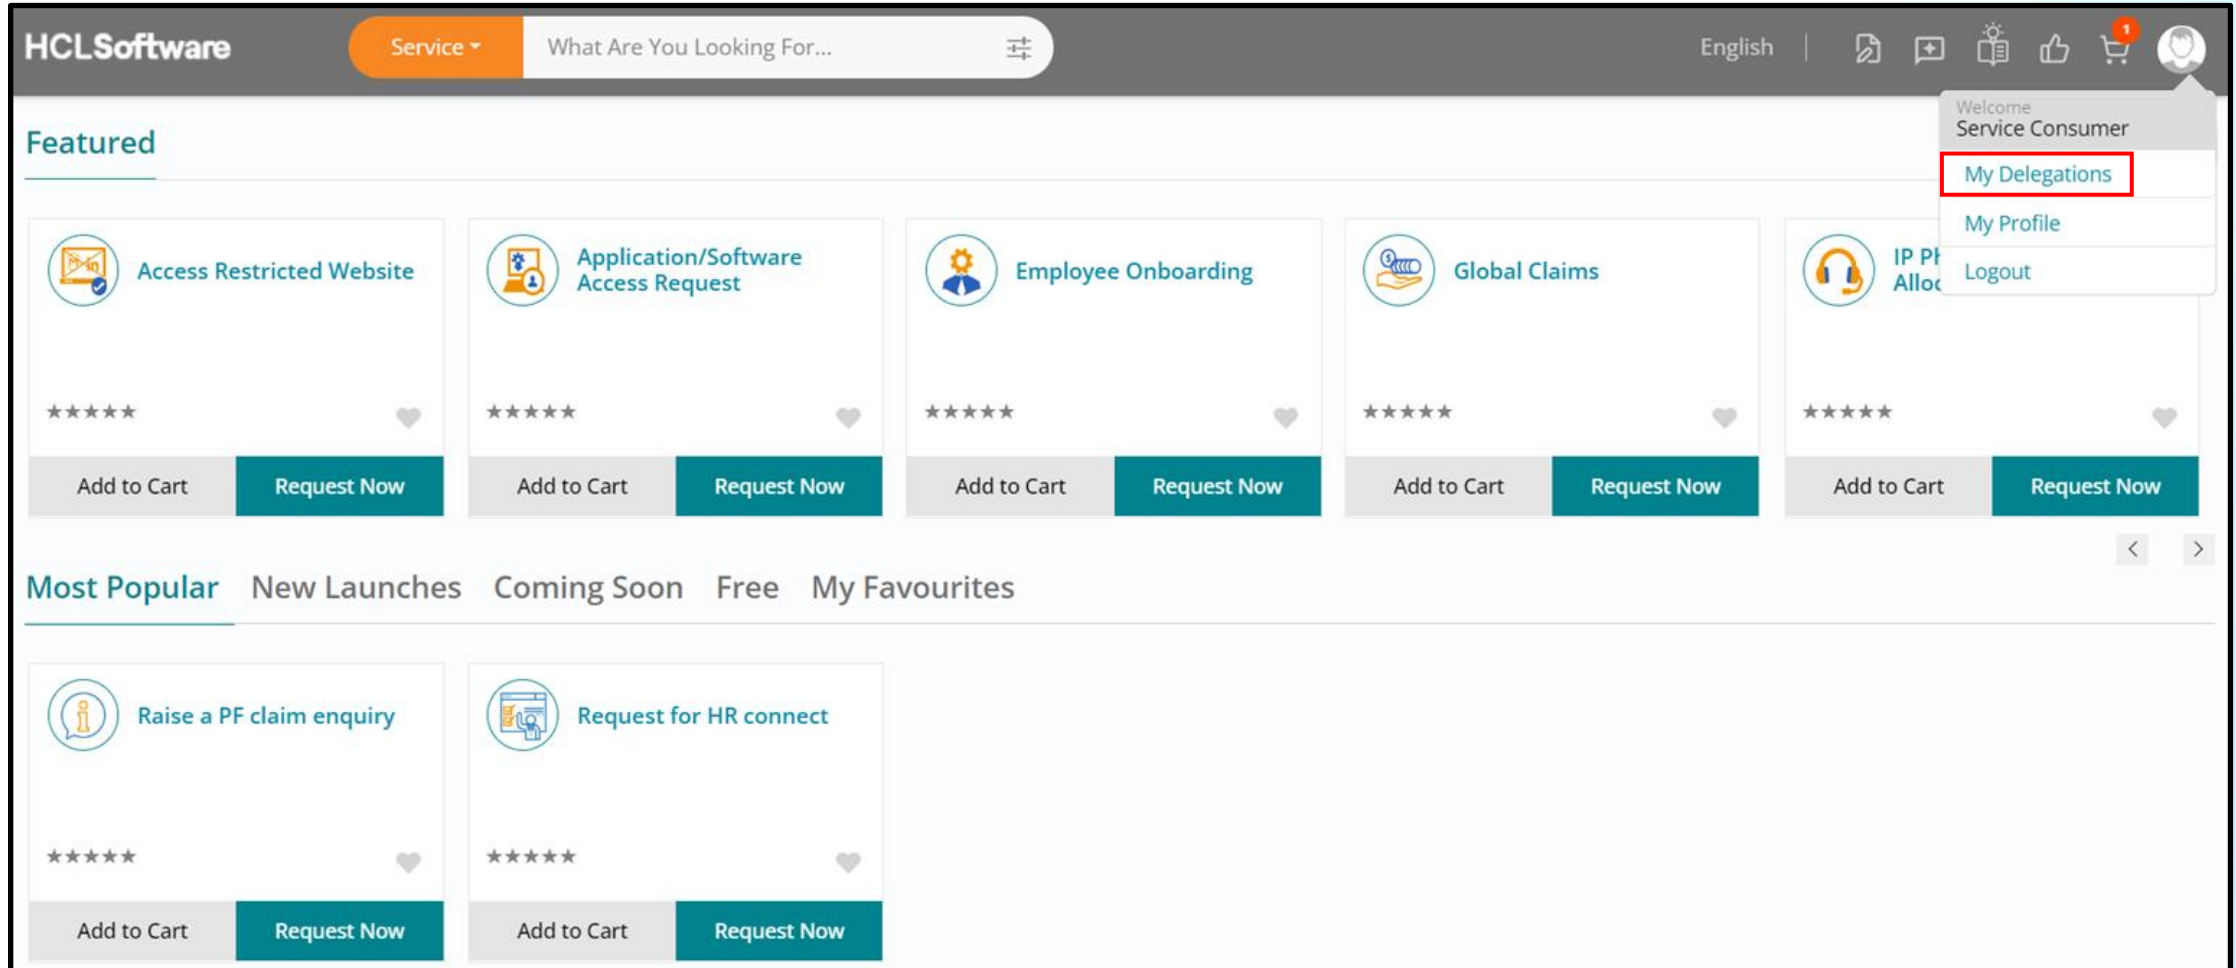 HCLSoftware
Service
What Are You Looking For...
English
1
Welcome
Service Consumer
My Delegations
My Profile
Logout
Featured
Access Restricted Website
Application/Software
Access Request
Employee Onboarding
Global Claims
IP
★★★★★
★★★★★
★★★★★
★★★★★
★★★★★
Add to Cart
Request Now
Add to Cart
Request Now
Add to Cart
Request Now
Add to Cart
Request Now
Add to Cart
Request Now
Most Popular
New Launches
Coming Soon
Free
My Favourites
Raise a PF claim enquiry
Request for HR connect
★★★★★
★★★★★
Add to Cart
Request Now
Add to Cart
Request Now